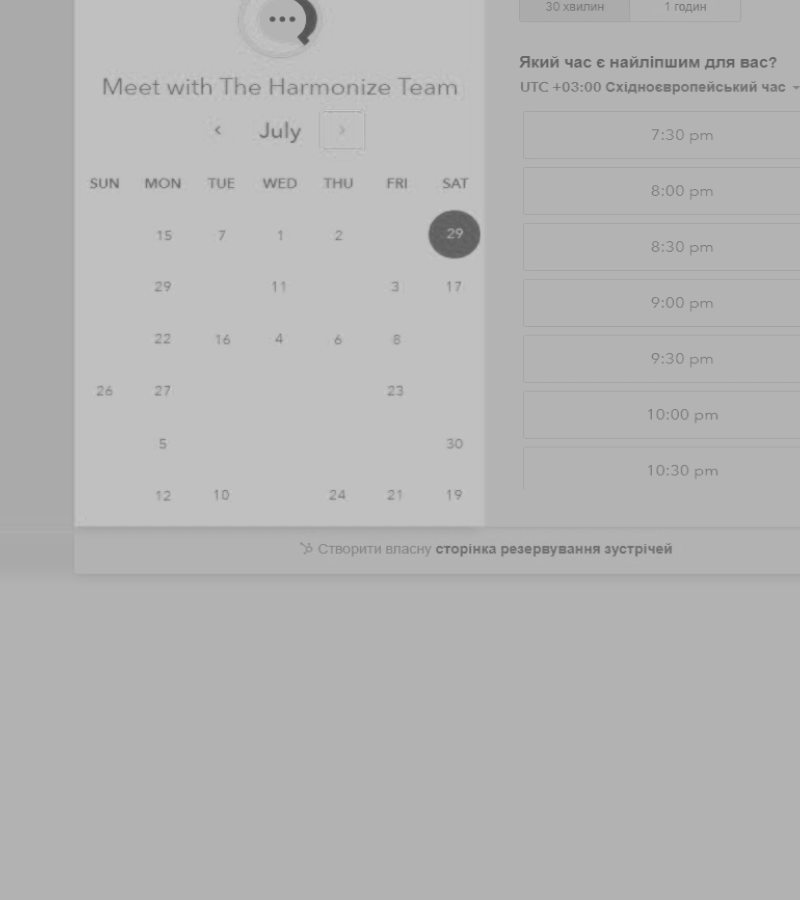 Meet with The Harmonize Team
July
SUN MON TUE WED THU FRI SAT
15 7 1 2 29
29 11 3 17
22 16 4 6 8
26 27 23
5 30
12 10 24 21 19
30 хвилин 1 годин
Який час є найліпшим для вас?
UTC +03:00 Східноєвропейський час
7:30 pm
8:00 pm
8:30 pm
9:00 pm
9:30 pm
10:00 pm
10:30 pm
Створити власну сторінка резервування зустрічей